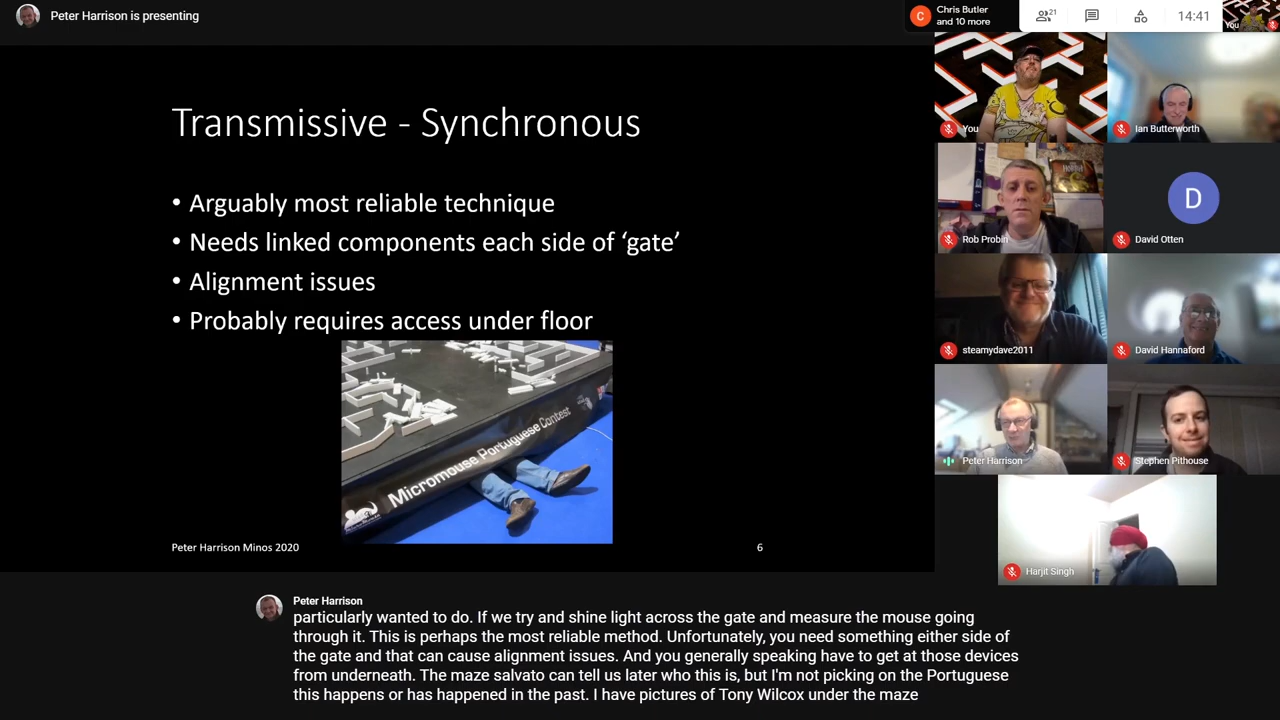 Peter Harrison is presenting
Chris Butler
and 10 more
C
21
14:41
You
Transmissive - Synchronous
• Arguably most reliable technique
• Needs linked components each side of ‘gate’
• Alignment issues
• Probably requires access under floor
Micromouse Portuguese Contest
Peter Harrison Minos 2020
6
You
Ian Butterworth
Rob Probin
D
David Otten
steamydave2011
David Hannaford
Peter Harrison
Stephen Pithouse
Harjit Singh
Peter Harrison
particularly wanted to do. If we try and shine light across the gate and measure the mouse going
through it. This is perhaps the most reliable method. Unfortunately, you need something either side of
the gate and that can cause alignment issues. And you generally speaking have to get at those devices
from underneath. The maze salvato can tell us later who this is, but I'm not picking on the Portuguese
this happens or has happened in the past. I have pictures of Tony Wilcox under the maze